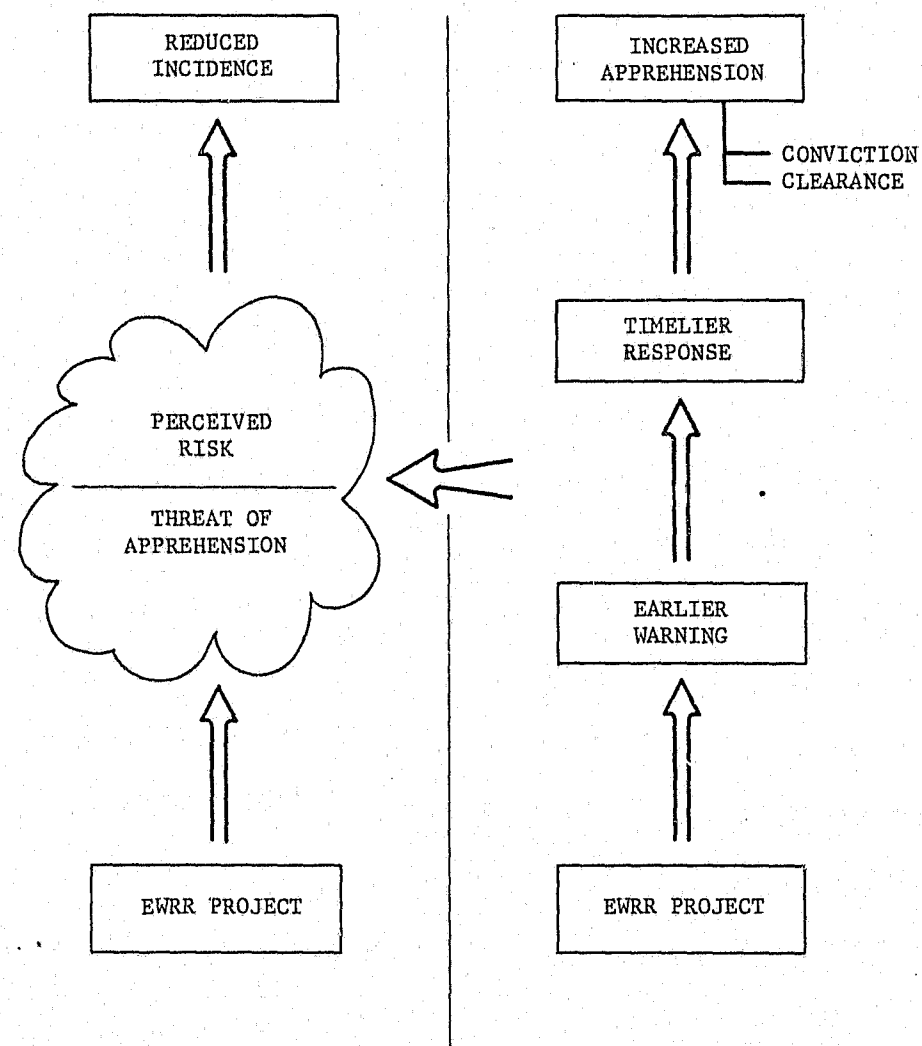 REDUCED
INCIDENCE
PERCEIVED
RISK
THREAT OF
APPREHENSION
EWRR PROJECT
INCREASED
APPREHENSION
CONVICTION
CLEARANCE
TIMELIER
RESPONSE
EARLIER
WARNING
EWRR PROJECT